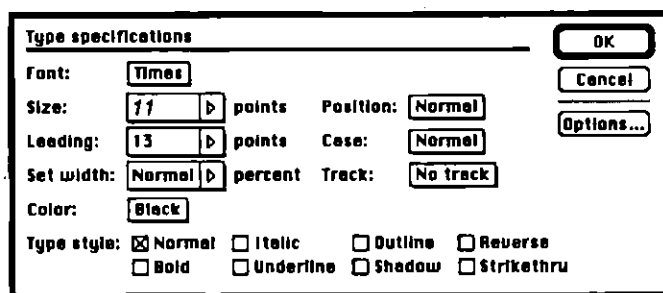 Type specifications
OK
Font: Times
Cancel
Size: 11 points Position: Normal
Options...
Leading: 13 points Case: Normal
Set width: Normal percent Track: No track
Color: Black
Type style: Normal Italic Outline Reverse
Bold Underline Shadow Strikethru